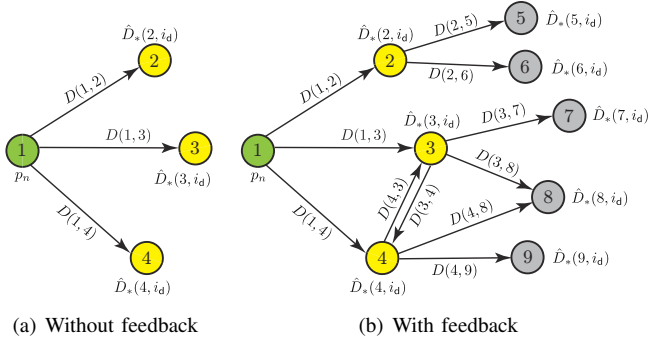 D̂∗(2, i_d)
2
D(1, 2)
1
p_n
D(1, 3)
3
D̂∗(3, i_d)
D(1, 4)
4
D̂∗(4, i_d)
(a) Without feedback
D̂∗(2, i_d)
2
D(2, 5)
5
D̂∗(5, i_d)
D(2, 6)
6
D̂∗(6, i_d)
D(1, 2)
1
p_n
D(1, 3)
D̂∗(3, i_d)
3
D(3, 7)
7
D̂∗(7, i_d)
D(3, 8)
8
D̂∗(8, i_d)
D(4, 3)
D(3, 4)
D(1, 4)
4
D̂∗(4, i_d)
D(4, 8)
D(4, 9)
9
D̂∗(9, i_d)
(b) With feedback